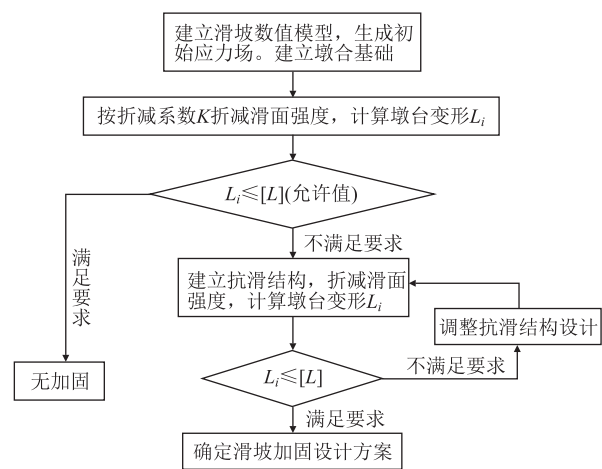 建立滑坡数值模型，生成初
始应力场。建立墩合基础
按折减系数K折减滑面强度，计算墩台变形Li
Li≤[L](允许值)
不满足要求
满足要求
建立抗滑结构，折减滑面
强度，计算墩台变形Li
调整抗滑结构设计
无加固
Li≤[L]
不满足要求
满足要求
确定滑坡加固设计方案